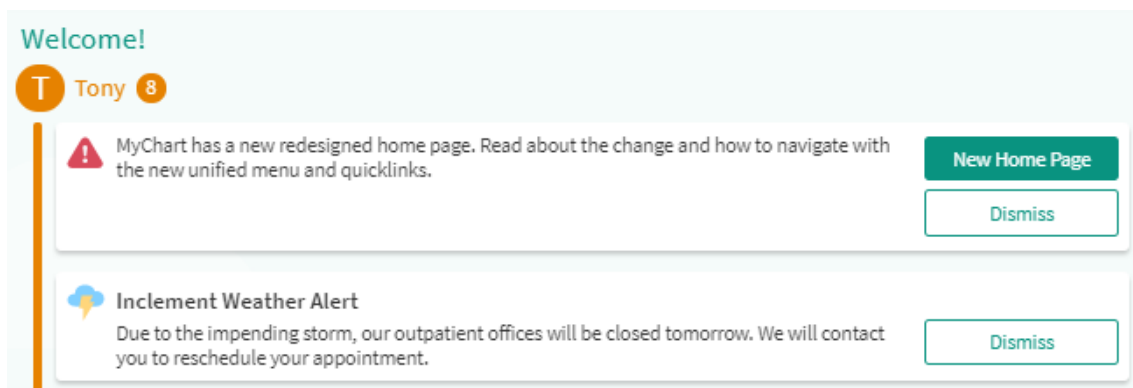 Welcome!
T Tony 8
MyChart has a new redesigned home page. Read about the change and how to navigate with
the new unified menu and quicklinks.
New Home Page
Dismiss
Inclement Weather Alert
Due to the impending storm, our outpatient offices will be closed tomorrow. We will contact
you to reschedule your appointment.
Dismiss